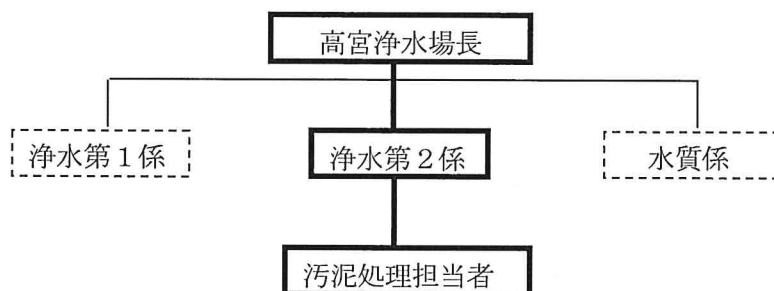 高宮浄水場長
浄水第１係
浄水第２係
水質係
汚泥処理担当者